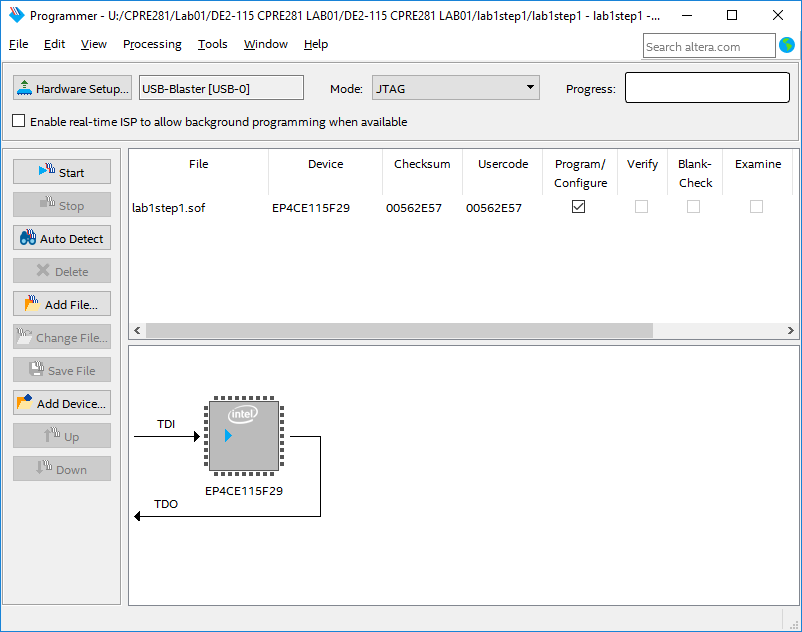 Programmer - U:/CPRE281/Lab01/DE2-115 CPRE281 LAB01/DE2-115 CPRE281 LAB01/lab1step1/lab1step1 - lab1step1 -...
File Edit View Processing Tools Window Help
Search altera.com
Hardware Setup... USB-Blaster [USB-0] Mode: JTAG Progress:
Enable real-time ISP to allow background programming when available
Start
Stop
Auto Detect
Delete
Add File...
Change File...
Save File
Add Device...
Up
Down
File Device Checksum Usercode Program/ Verify Blank- Examine
Configure Check
lab1step1.sof EP4CE115F29 00562E57 00562E57
intel
TDI
EP4CE115F29
TDO